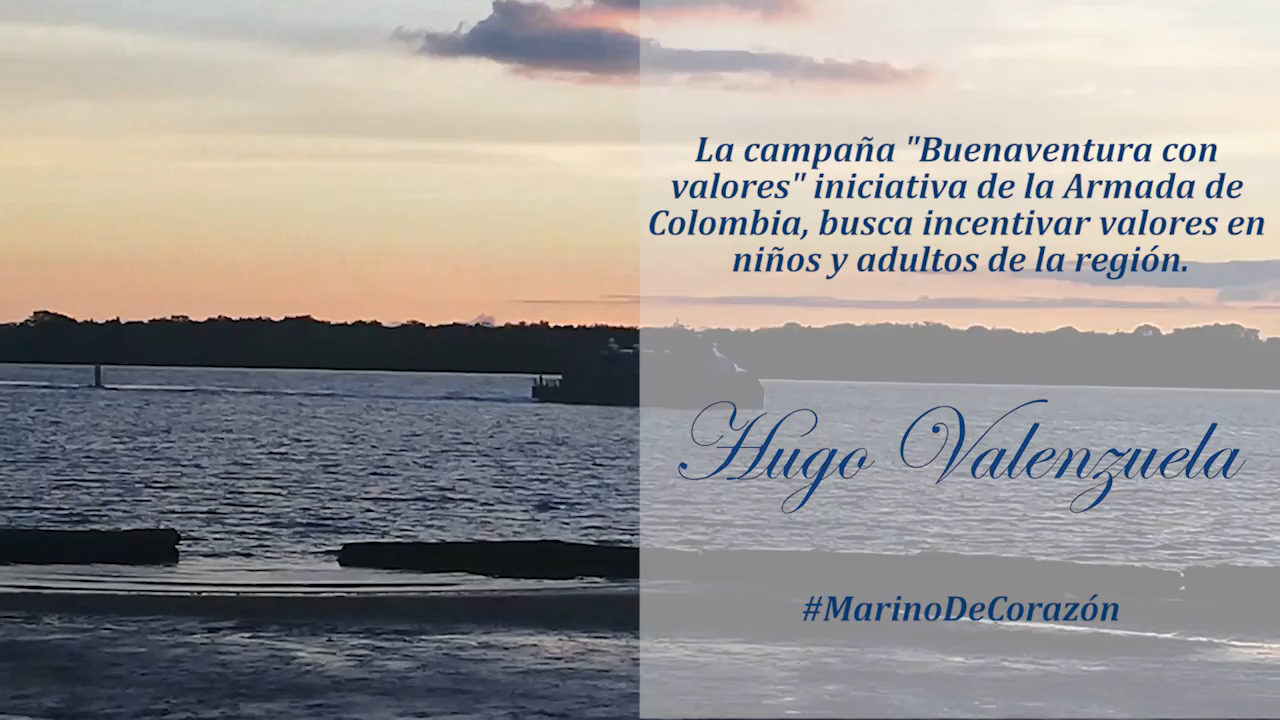 La campaña "Buenaventura con
valores" iniciativa de la Armada de
Colombia, busca incentivar valores en
niños y adultos de la región.
Hugo Valenzuela
#MarinoDeCorazón